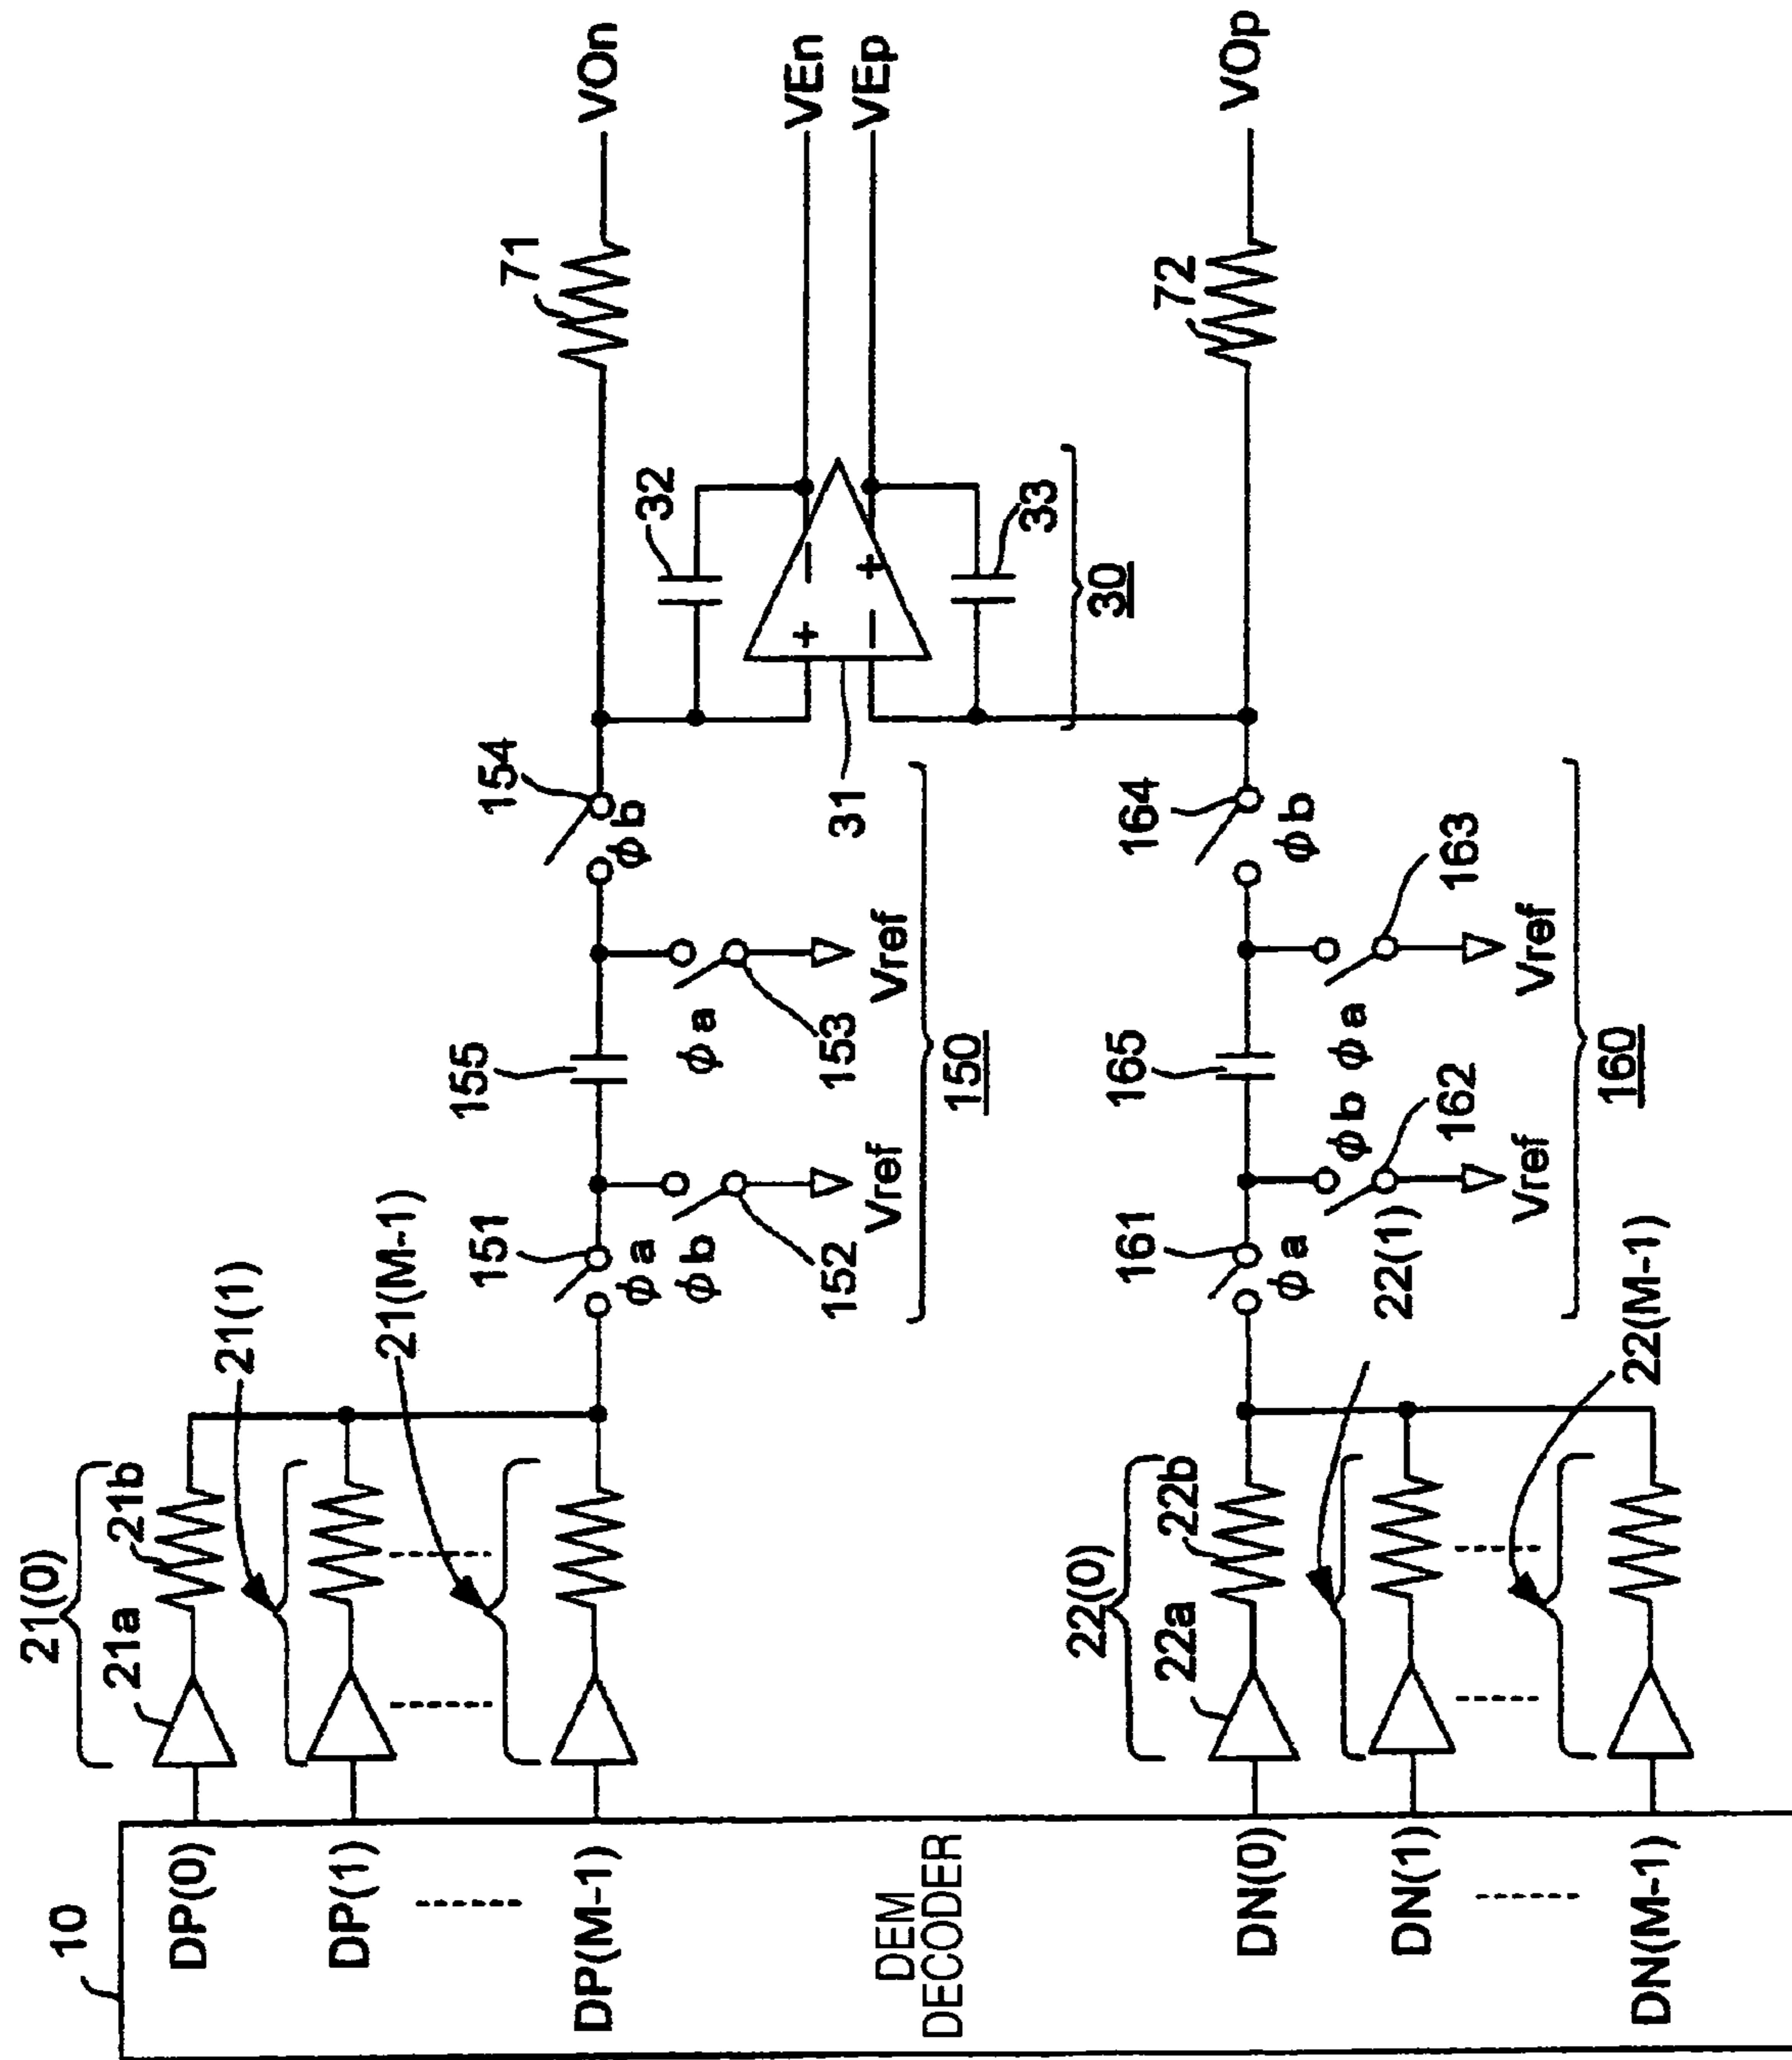 10
DP(0)
DP(1)
DP(M-1)
DEM
DECODER
DN(0)
DN(1)
DN(M-1)
21(0)
21a
21b
21(1)
21(M-1)
22(0)
22a
22b
22(1)
22(M-1)
151
ϕa
ϕb
152
Vref
155
ϕa
153
Vref
154
ϕb
150
161
ϕa
ϕb
162
Vref
165
ϕa
163
Vref
164
ϕb
160
31
+
−
−
+
32
33
30
71
72
VOn
VEn
VEp
VOp